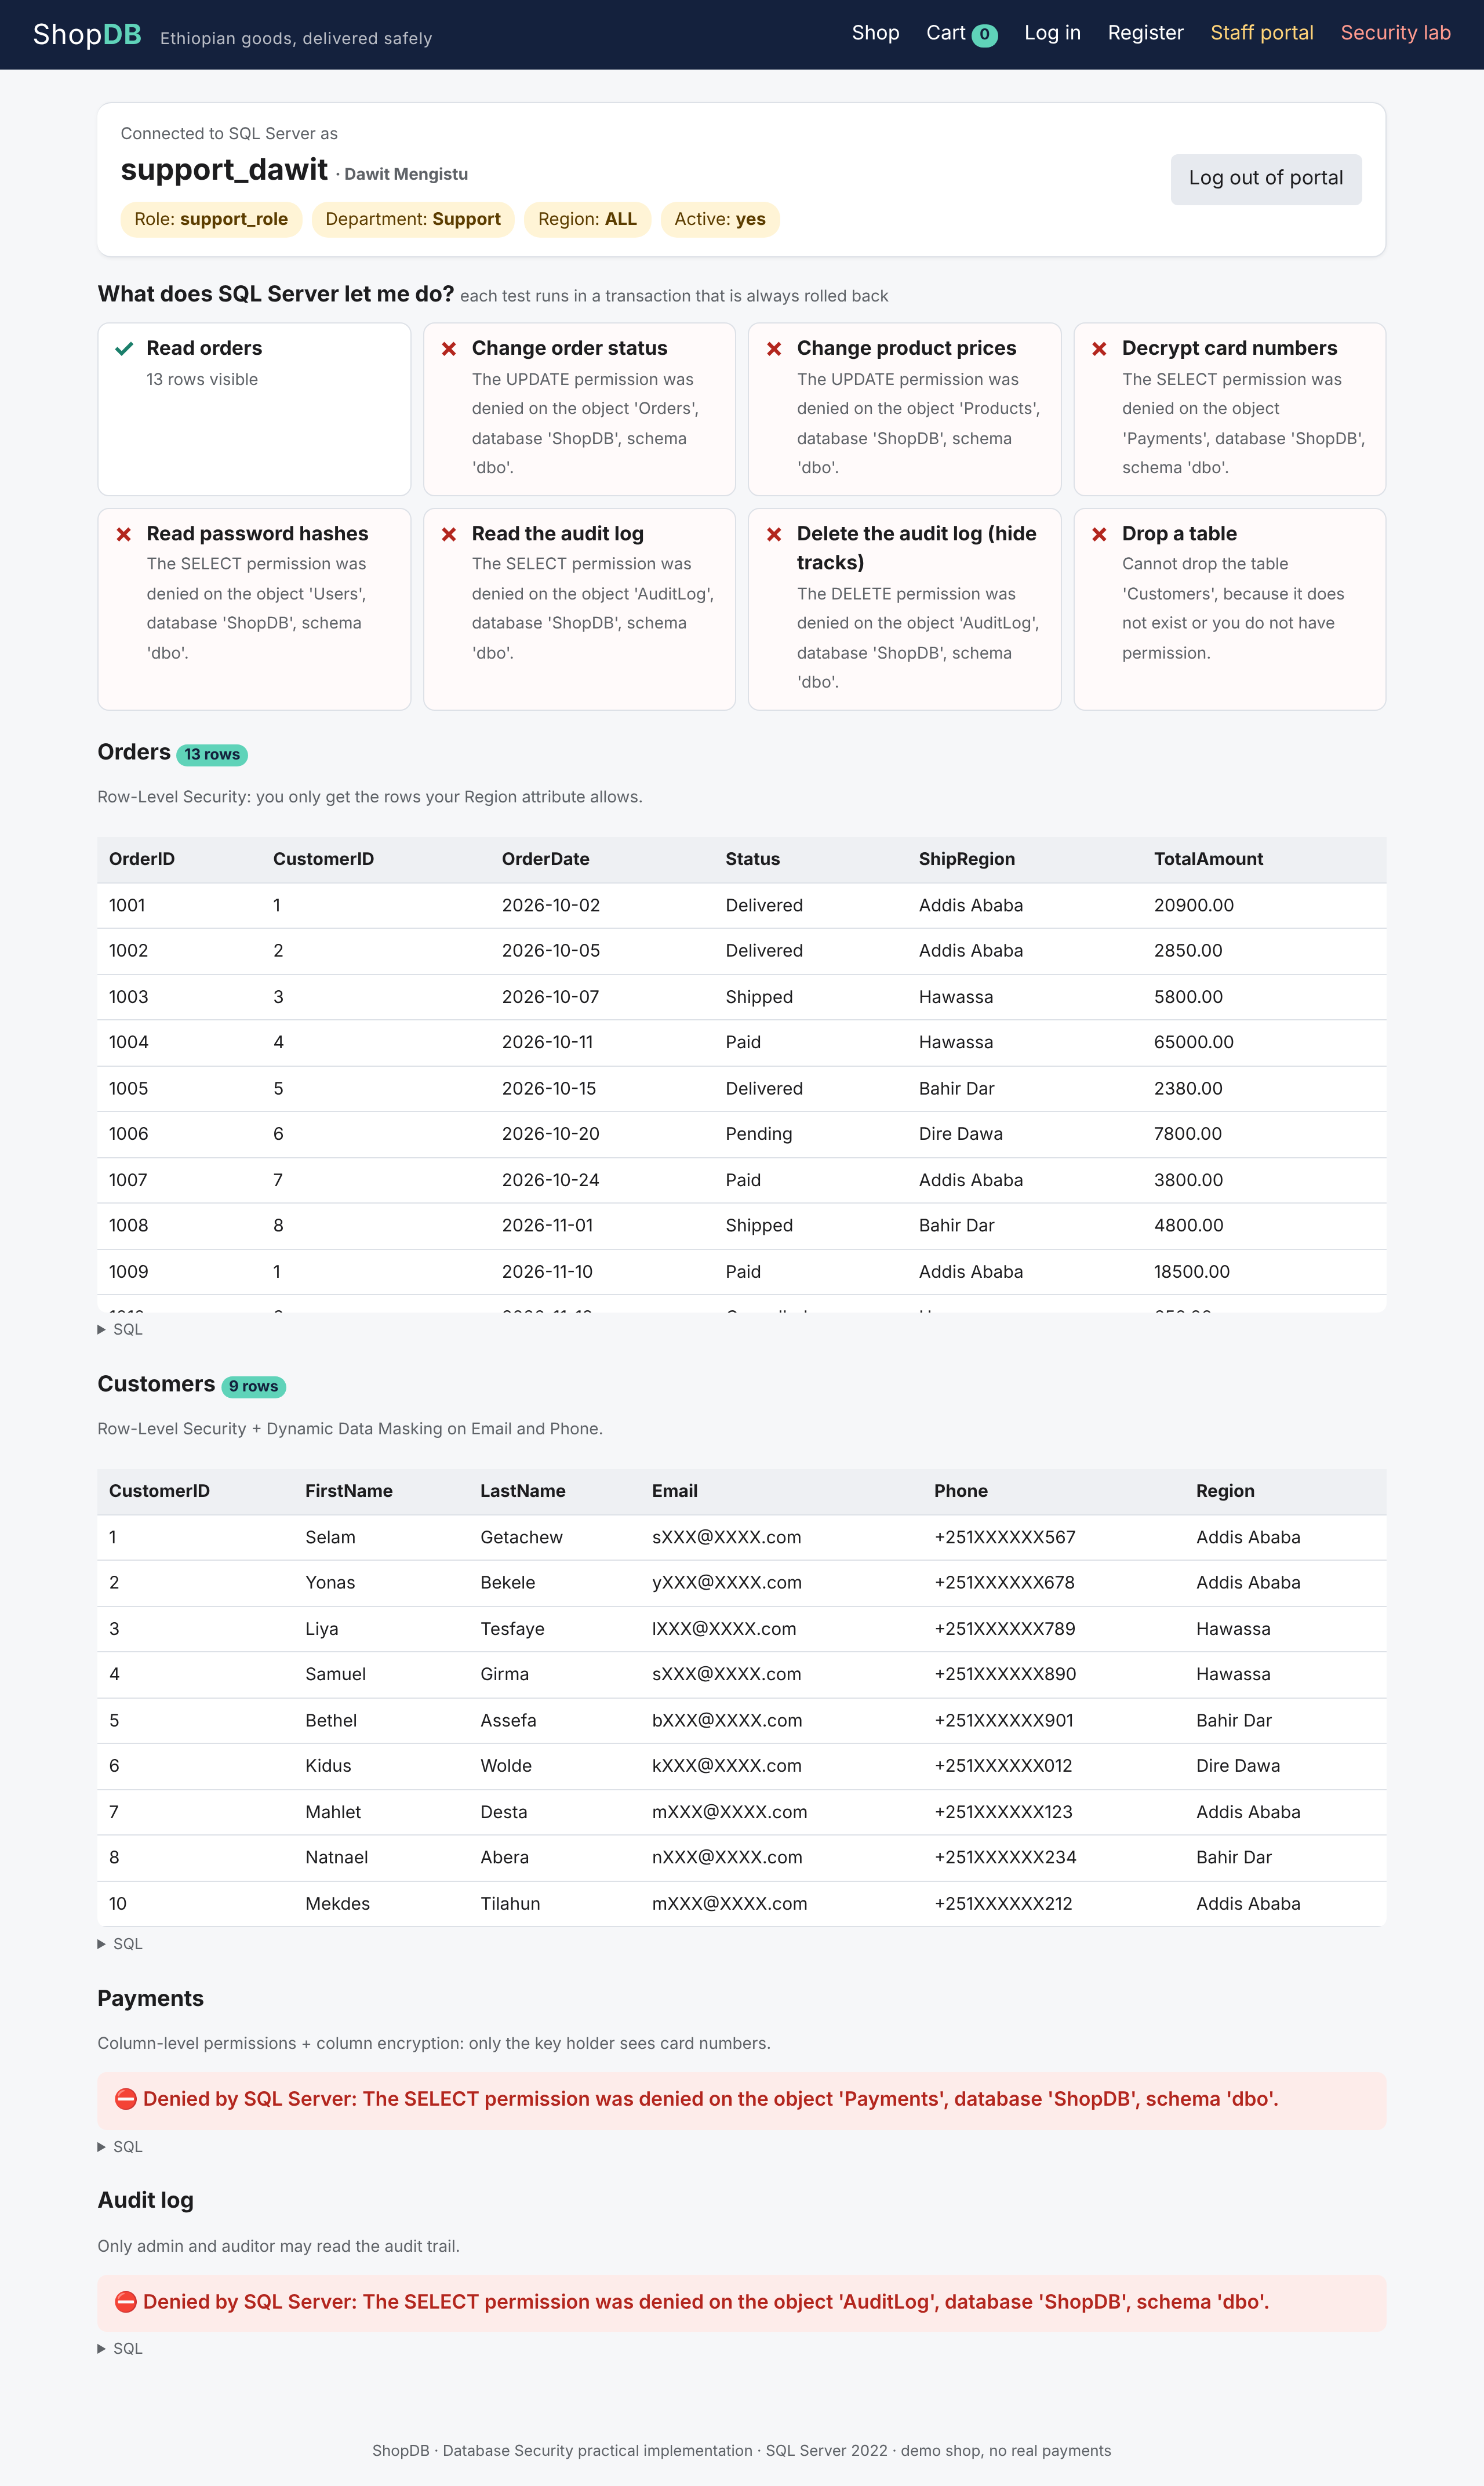 ShopDB Ethiopian goods, delivered safely Shop Cart 0 Log in Register Staff portal Security lab
Connected to SQL Server as
support_dawit · Dawit Mengistu
Log out of portal
Role: support_role Department: Support Region: ALL Active: yes
What does SQL Server let me do? each test runs in a transaction that is always rolled back
Read orders
13 rows visible
Change order status
The UPDATE permission was
denied on the object 'Orders',
database 'ShopDB', schema
'dbo'.
Change product prices
The UPDATE permission was
denied on the object 'Products',
database 'ShopDB', schema
'dbo'.
Decrypt card numbers
The SELECT permission was
denied on the object
'Payments', database 'ShopDB',
schema 'dbo'.
Read password hashes
The SELECT permission was
denied on the object 'Users',
database 'ShopDB', schema
'dbo'.
Read the audit log
The SELECT permission was
denied on the object 'AuditLog',
database 'ShopDB', schema
'dbo'.
Delete the audit log (hide
tracks)
The DELETE permission was
denied on the object 'AuditLog',
database 'ShopDB', schema
'dbo'.
Drop a table
Cannot drop the table
'Customers', because it does
not exist or you do not have
permission.
Orders 13 rows
Row-Level Security: you only get the rows your Region attribute allows.
OrderID CustomerID OrderDate Status ShipRegion TotalAmount
1001 1 2026-10-02 Delivered Addis Ababa 20900.00
1002 2 2026-10-05 Delivered Addis Ababa 2850.00
1003 3 2026-10-07 Shipped Hawassa 5800.00
1004 4 2026-10-11 Paid Hawassa 65000.00
1005 5 2026-10-15 Delivered Bahir Dar 2380.00
1006 6 2026-10-20 Pending Dire Dawa 7800.00
1007 7 2026-10-24 Paid Addis Ababa 3800.00
1008 8 2026-11-01 Shipped Bahir Dar 4800.00
1009 1 2026-11-10 Paid Addis Ababa 18500.00
SQL
Customers 9 rows
Row-Level Security + Dynamic Data Masking on Email and Phone.
CustomerID FirstName LastName Email Phone Region
1 Selam Getachew sXXX@XXXX.com +251XXXXXX567 Addis Ababa
2 Yonas Bekele yXXX@XXXX.com +251XXXXXX678 Addis Ababa
3 Liya Tesfaye lXXX@XXXX.com +251XXXXXX789 Hawassa
4 Samuel Girma sXXX@XXXX.com +251XXXXXX890 Hawassa
5 Bethel Assefa bXXX@XXXX.com +251XXXXXX901 Bahir Dar
6 Kidus Wolde kXXX@XXXX.com +251XXXXXX012 Dire Dawa
7 Mahlet Desta mXXX@XXXX.com +251XXXXXX123 Addis Ababa
8 Natnael Abera nXXX@XXXX.com +251XXXXXX234 Bahir Dar
10 Mekdes Tilahun mXXX@XXXX.com +251XXXXXX212 Addis Ababa
SQL
Payments
Column-level permissions + column encryption: only the key holder sees card numbers.
Denied by SQL Server: The SELECT permission was denied on the object 'Payments', database 'ShopDB', schema 'dbo'.
SQL
Audit log
Only admin and auditor may read the audit trail.
Denied by SQL Server: The SELECT permission was denied on the object 'AuditLog', database 'ShopDB', schema 'dbo'.
SQL
ShopDB · Database Security practical implementation · SQL Server 2022 · demo shop, no real payments